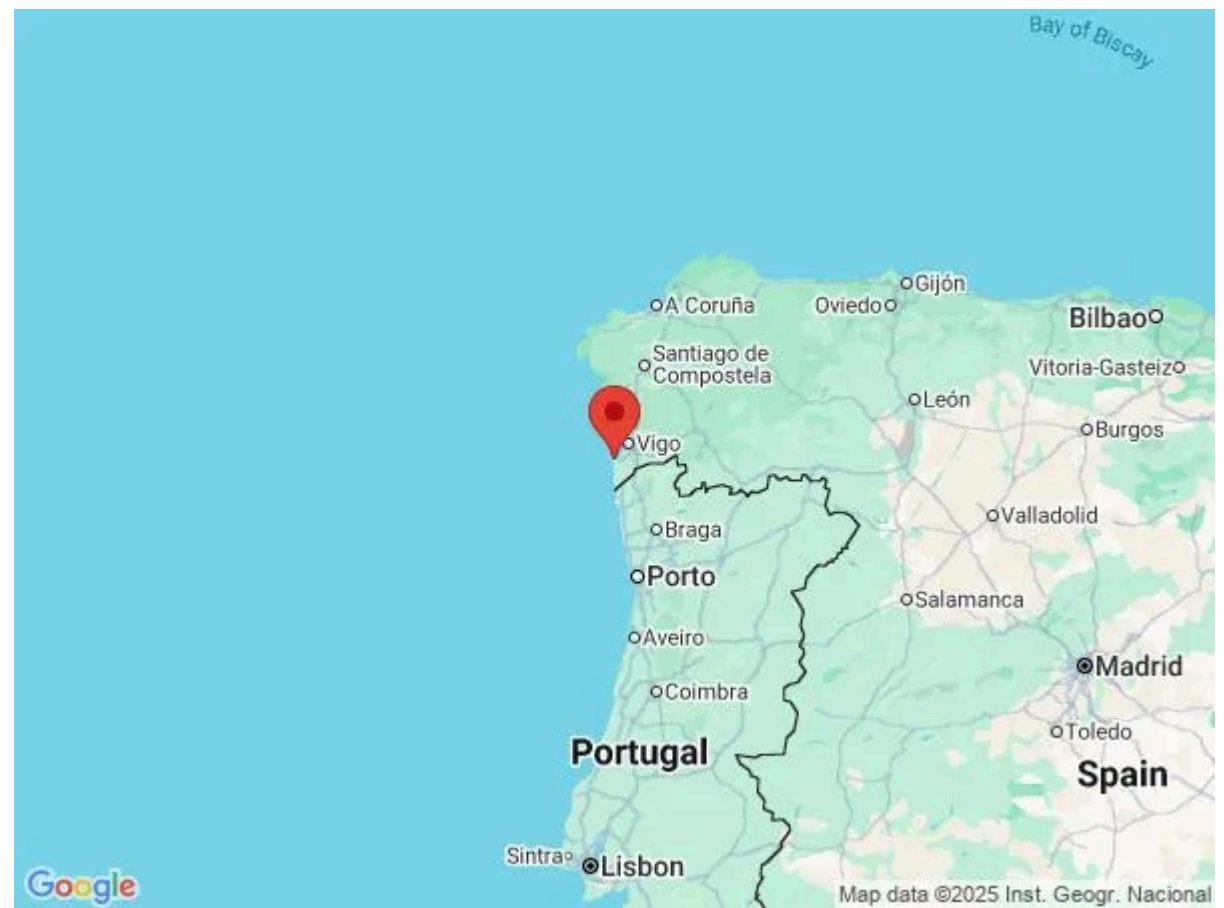 Bay of Biscay
Gijón
A Coruña
Oviedo
Bilbao
Santiago de
Compostela
Vitoria-Gasteiz
León
Burgos
Vigo
Valladolid
Braga
Porto
Salamanca
Aveiro
Madrid
Coimbra
Toledo
Portugal
Spain
Sintra
Lisbon
Google
Map data ©2025 Inst. Geogr. Nacional